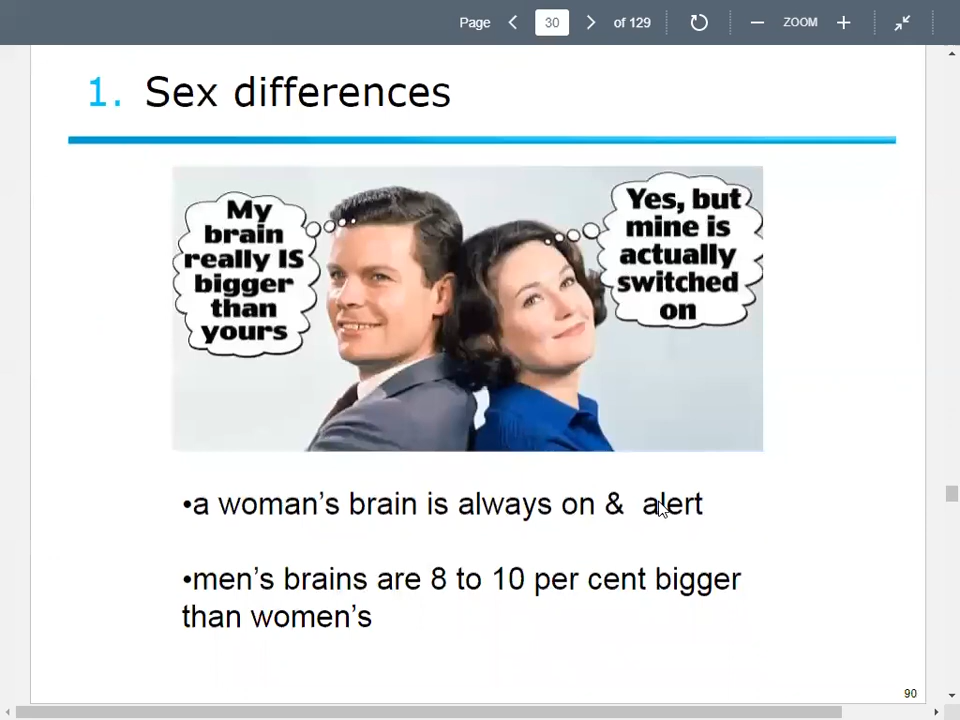 Page 30 of 129 ZOOM
1. Sex differences
My
brain
really IS
bigger
than
yours
Yes, but
mine is
actually
switched
on
•a woman's brain is always on &  alert
•men's brains are 8 to 10 per cent bigger
than women's
90